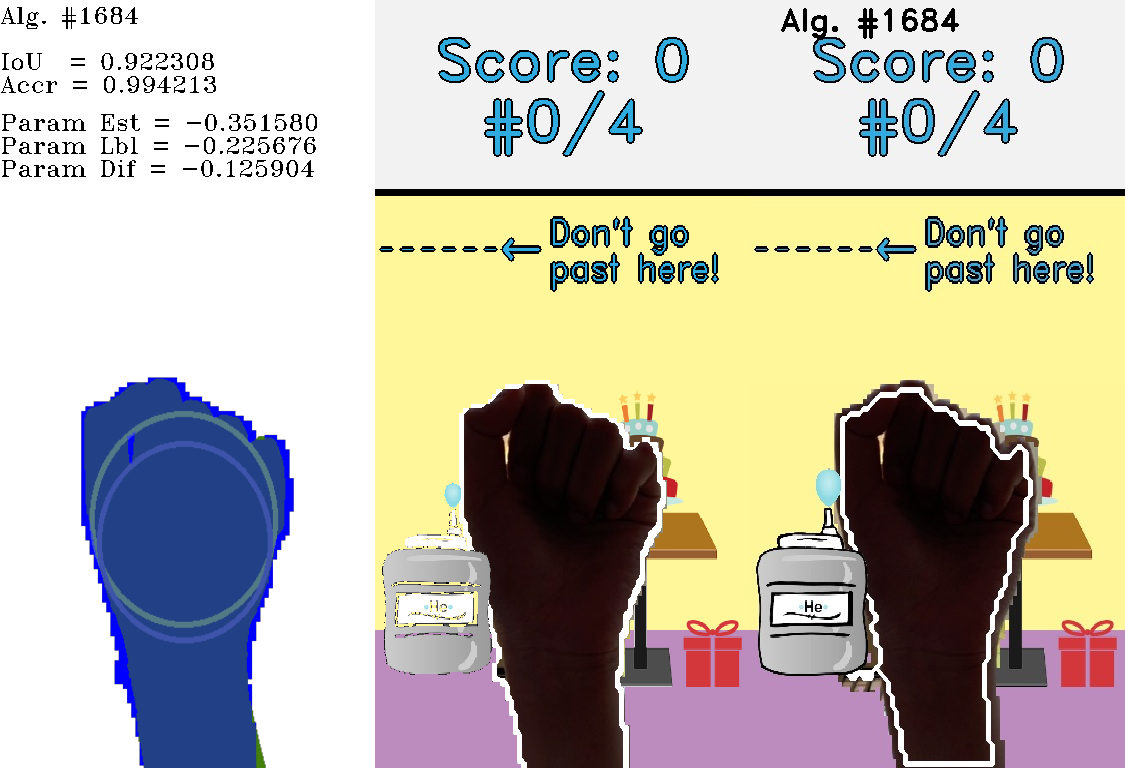 Alg. #1684
IoU = 0.922308
Accr = 0.994213
Param Est = −0.351580
Param Lbl = −0.225676
Param Dif = −0.125904
Score: 0
#0/4
Don't go
past here!
He
Alg. #1684
Score: 0
#0/4
Don't go
past here!
He